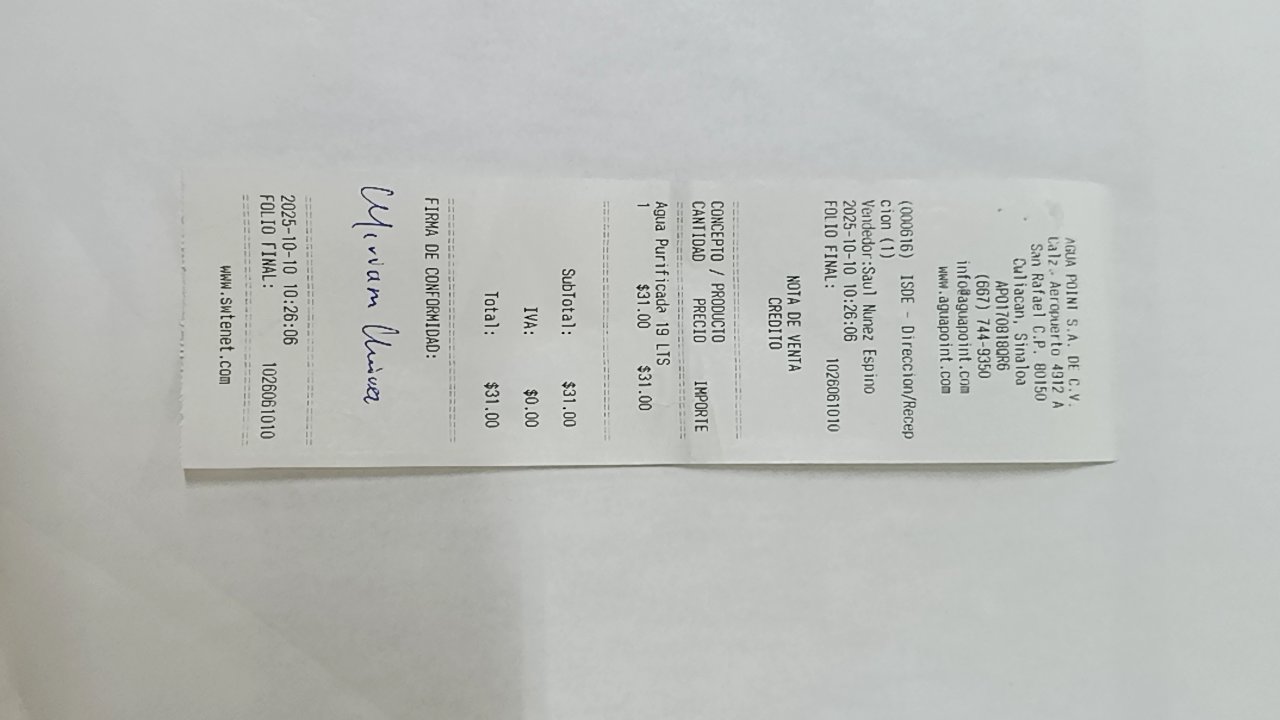 AGUA POINT S.A. DE C.V.
Calz. Aeropuerto 4912 A
San Rafael C.P. 80150
Culiacan, Sinaloa
APO170818QR6
(667) 744-9350
info@aguapoint.com
www.aguapoint.com
(000616) ISDE - Direccion/Recep
cion (1)
Vendedor:Saul Nunez Espino
2025-10-10 10:26:06
FOLIO FINAL: 1026061010
NOTA DE VENTA
CREDITO
CONCEPTO / PRODUCTO
CANTIDAD PRECIO IMPORTE
Agua Purificada 19 LTS
1 $31.00 $31.00
SubTotal: $31.00
IVA: $0.00
Total: $31.00
FIRMA DE CONFORMIDAD:
Miriam
2025-10-10 10:26:06
FOLIO FINAL: 1026061010
www.swtenet.com